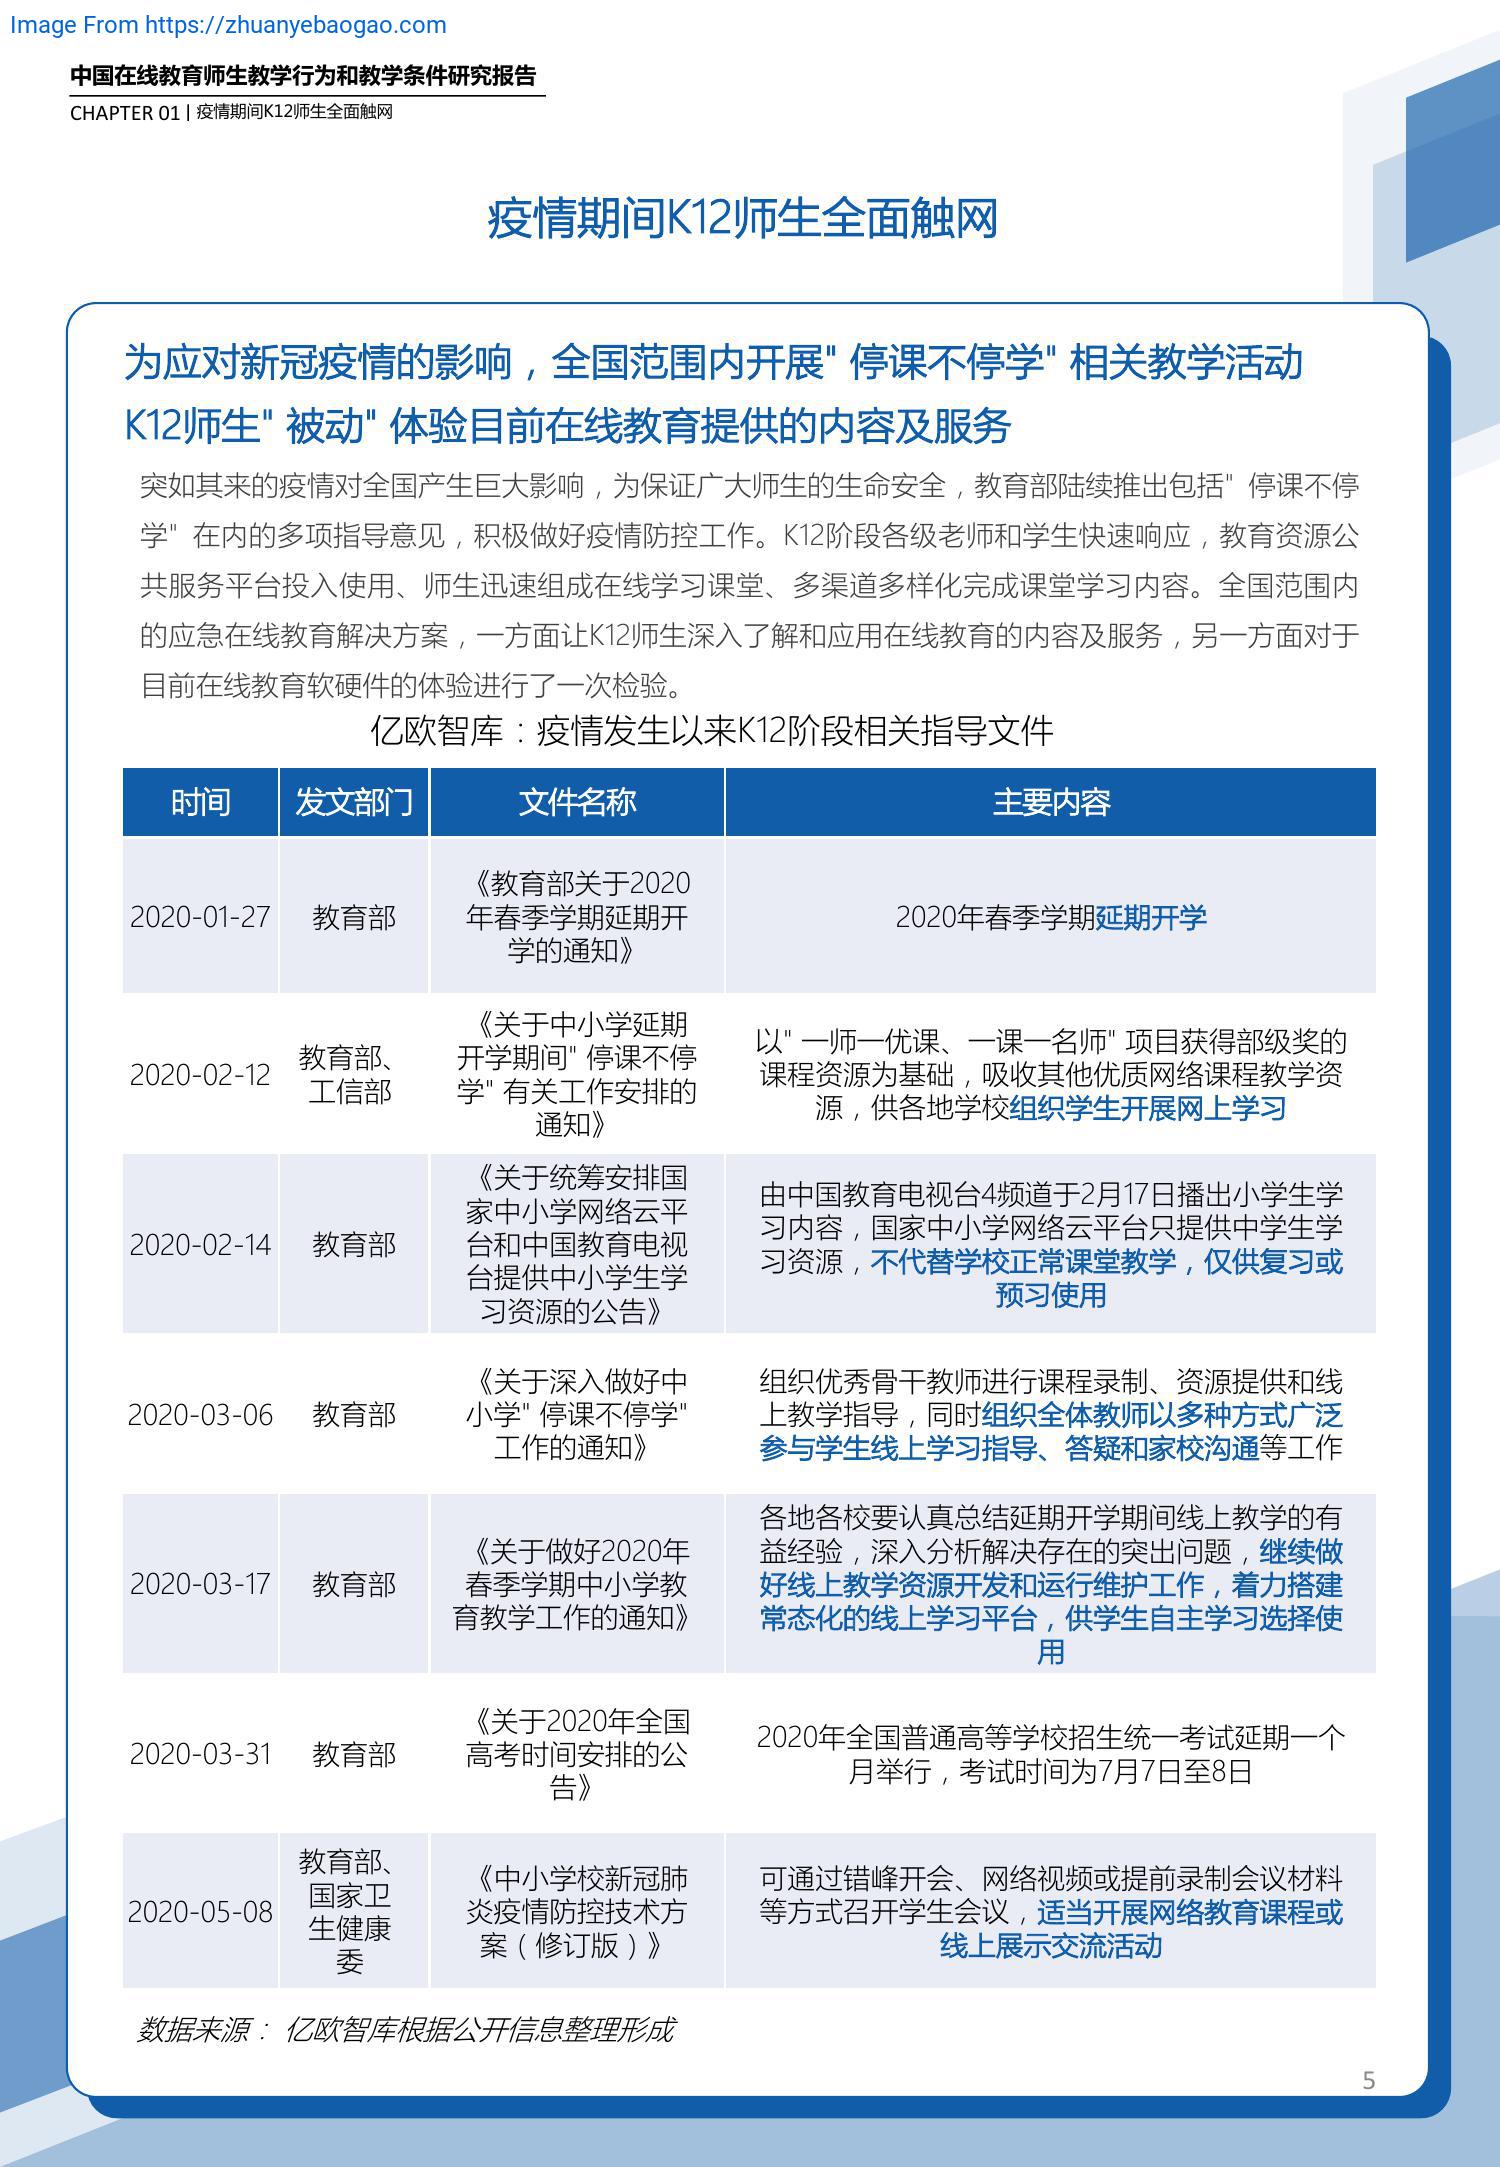 Image From https://zhuanyebaogao.com
中国在线教育师生教学行为和教学条件研究报告
CHAPTER 01 | 疫情期间K12师生全面触网
疫情期间K12师生全面触网
为应对新冠疫情的影响，全国范围内开展"停课不停学"相关教学活动
K12师生"被动"体验目前在线教育提供的内容及服务
突如其来的疫情对全国产生巨大影响，为保证广大师生的生命安全，教育部陆续推出包括"停课不停
学"在内的多项指导意见，积极做好疫情防控工作。K12阶段各级老师和学生快速响应，教育资源公
共服务平台投入使用、师生迅速组成在线学习课堂、多渠道多样化完成课堂学习内容。全国范围内
的应急在线教育解决方案，一方面让K12师生深入了解和应用在线教育的内容及服务，另一方面对于
目前在线教育软硬件的体验进行了一次检验。
亿欧智库：疫情发生以来K12阶段相关指导文件
时间 发文部门 文件名称 主要内容
2020-01-27
教育部
《教育部关于2020
年春季学期延期开
学的通知》
2020年春季学期延期开学
2020-02-12
教育部、
工信部
《关于中小学延期
开学期间"停课不停
学"有关工作安排的
通知》
以"一师一优课、一课一名师"项目获得部级奖的
课程资源为基础，吸收其他优质网络课程教学资
源，供各地学校组织学生开展网上学习
2020-02-14
教育部
《关于统筹安排国
家中小学网络云平
台和中国教育电视
台提供中小学生学
习资源的公告》
由中国教育电视台4频道于2月17日播出小学生学
习内容，国家中小学网络云平台只提供中学生学
习资源，不代替学校正常课堂教学，仅供复习或
预习使用
2020-03-06
教育部
《关于深入做好中
小学"停课不停学"
工作的通知》
组织优秀骨干教师进行课程录制、资源提供和线
上教学指导，同时组织全体教师以多种方式广泛
参与学生线上学习指导、答疑和家校沟通等工作
2020-03-17
教育部
《关于做好2020年
春季学期中小学教
育教学工作的通知》
各地各校要认真总结延期开学期间线上教学的有
益经验，深入分析解决存在的突出问题，继续做
好线上教学资源开发和运行维护工作，着力搭建
常态化的线上学习平台，供学生自主学习选择使
用
2020-03-31
教育部
《关于2020年全国
高考时间安排的公
告》
2020年全国普通高等学校招生统一考试延期一个
月举行，考试时间为7月7日至8日
2020-05-08
教育部、
国家卫
生健康
委
《中小学校新冠肺
炎疫情防控技术方
案（修订版）》
可通过错峰开会、网络视频或提前录制会议材料
等方式召开学生会议，适当开展网络教育课程或
线上展示交流活动
数据来源：亿欧智库根据公开信息整理形成
5